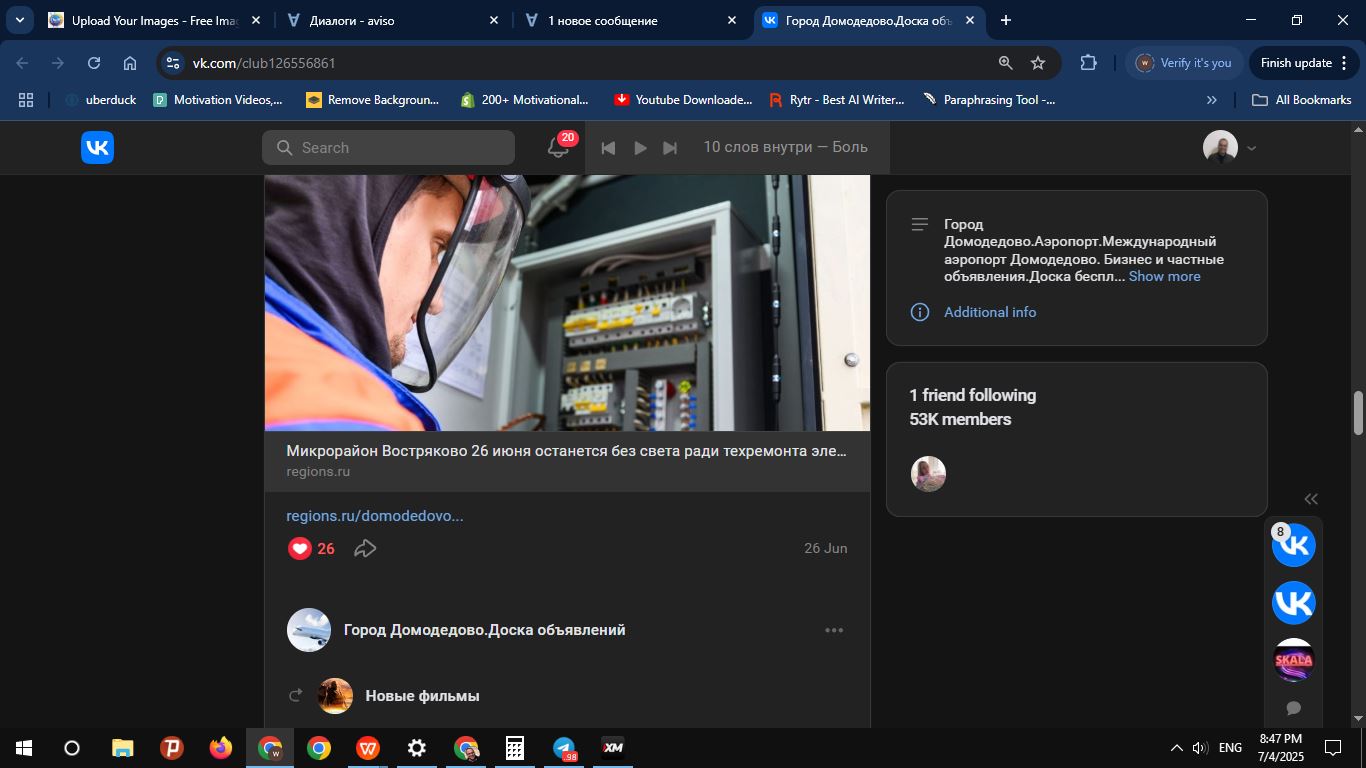 Upload Your Images - Free Ima
Диалоги - aviso
1 новое сообщение
Город Домодедово.Доска объ
vk.com/club126556861
Verify it's you
Finish update
uberduck
Motivation Videos,...
Remove Backgroun...
200+ Motivational...
Youtube Downloade...
Rytr - Best AI Writer...
Paraphrasing Tool -...
All Bookmarks
Search
20
10 слов внутри — Боль
Город
Домодедово.Аэропорт.Международный
аэропорт Домодедово. Бизнес и частные
объявления.Доска беспл... Show more
Additional info
1 friend following
53K members
Микрорайон Востряково 26 июня останется без света ради техремонта эле...
regions.ru
regions.ru/domodedovo...
26
26 Jun
8
Город Домодедово.Доска объявлений
SKALA
Новые фильмы
98
XM
ENG
8:47 PM
7/4/2025